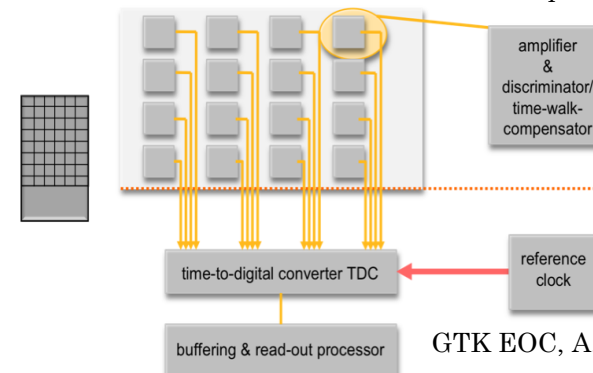 amplifier
&
discriminator/
time-walk-
compensator
time-to-digital converter TDC
reference
clock
buffering & read-out processor
GTK EOC, A